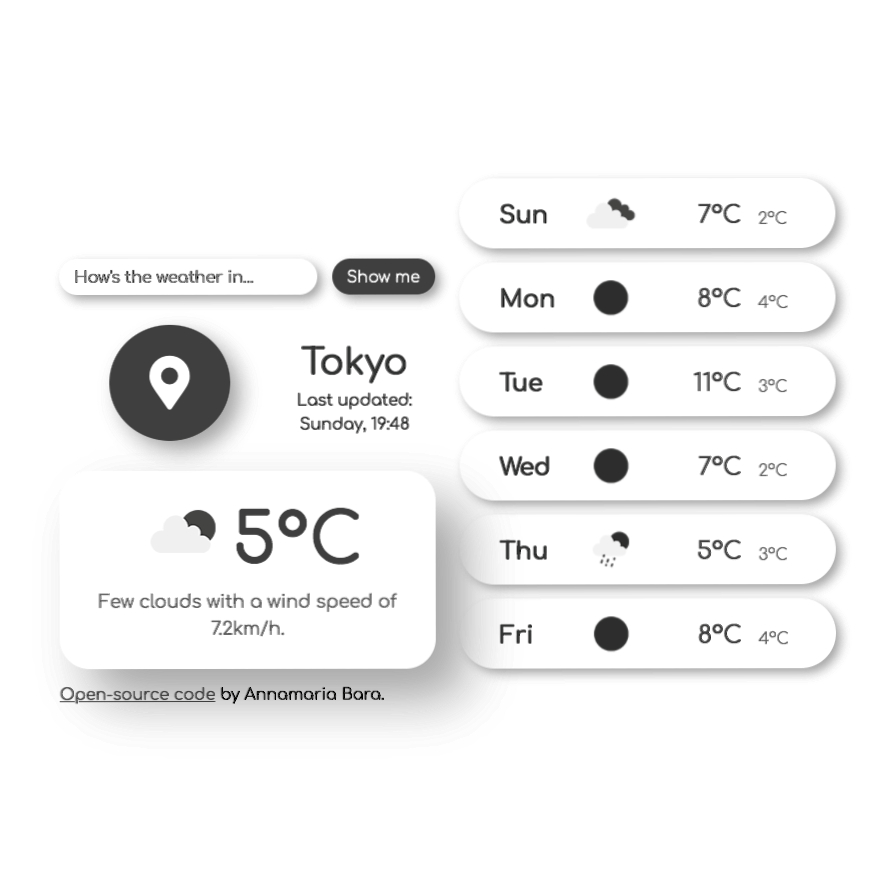 How's the weather in...
Show me
Tokyo
Last updated:
Sunday, 19:48
5°C
Few clouds with a wind speed of
7.2km/h.
Open-source code by Annamaria Bara.
Sun 7°C 2°C
Mon 8°C 4°C
Tue 11°C 3°C
Wed 7°C 2°C
Thu 5°C 3°C
Fri 8°C 4°C